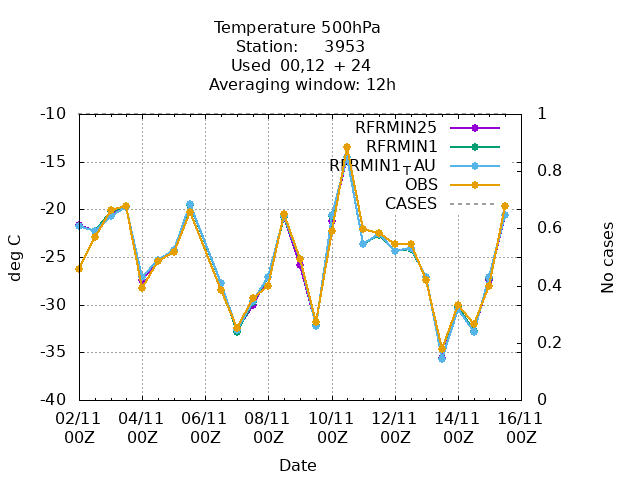 Temperature 500hPa
Station: 3953
Used 00,12 + 24
Averaging window: 12h
-10 1
RFRMIN25
RFRMIN1
-15
RFRMIN1TAU
0.8
OBS
CASES
-20
0.6
-25
deg C
No cases
0.4
-30
-35 0.2
-40 0
02/11 04/11 06/11 08/11 10/11 12/11 14/11 16/11
00Z 00Z 00Z 00Z 00Z 00Z 00Z 00Z
Date